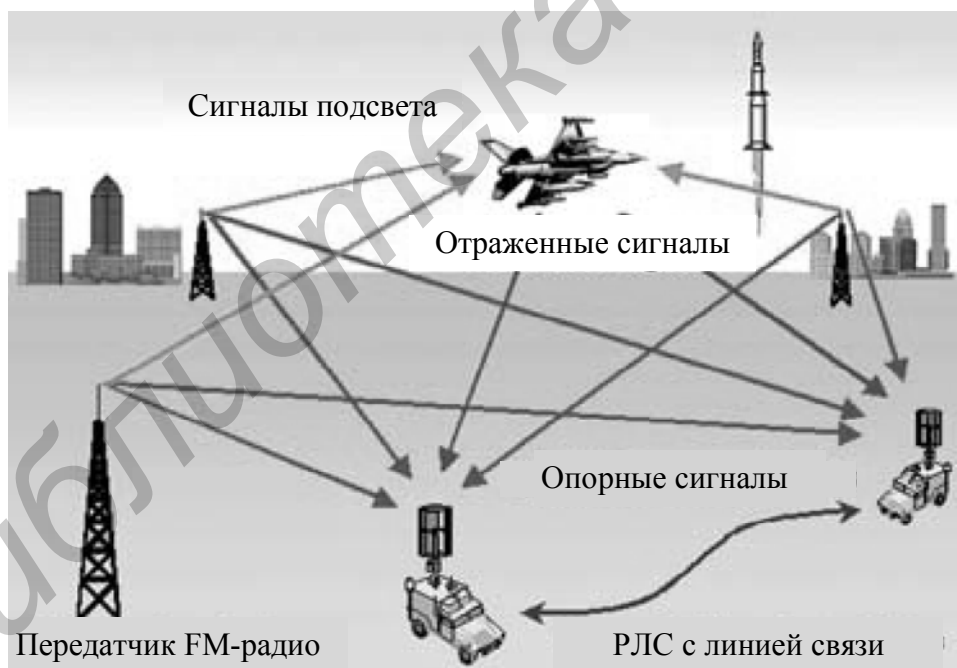 Сигналы подсвета
Отраженные сигналы
Опорные сигналы
Передатчик FM-радио
РЛС с линией связи